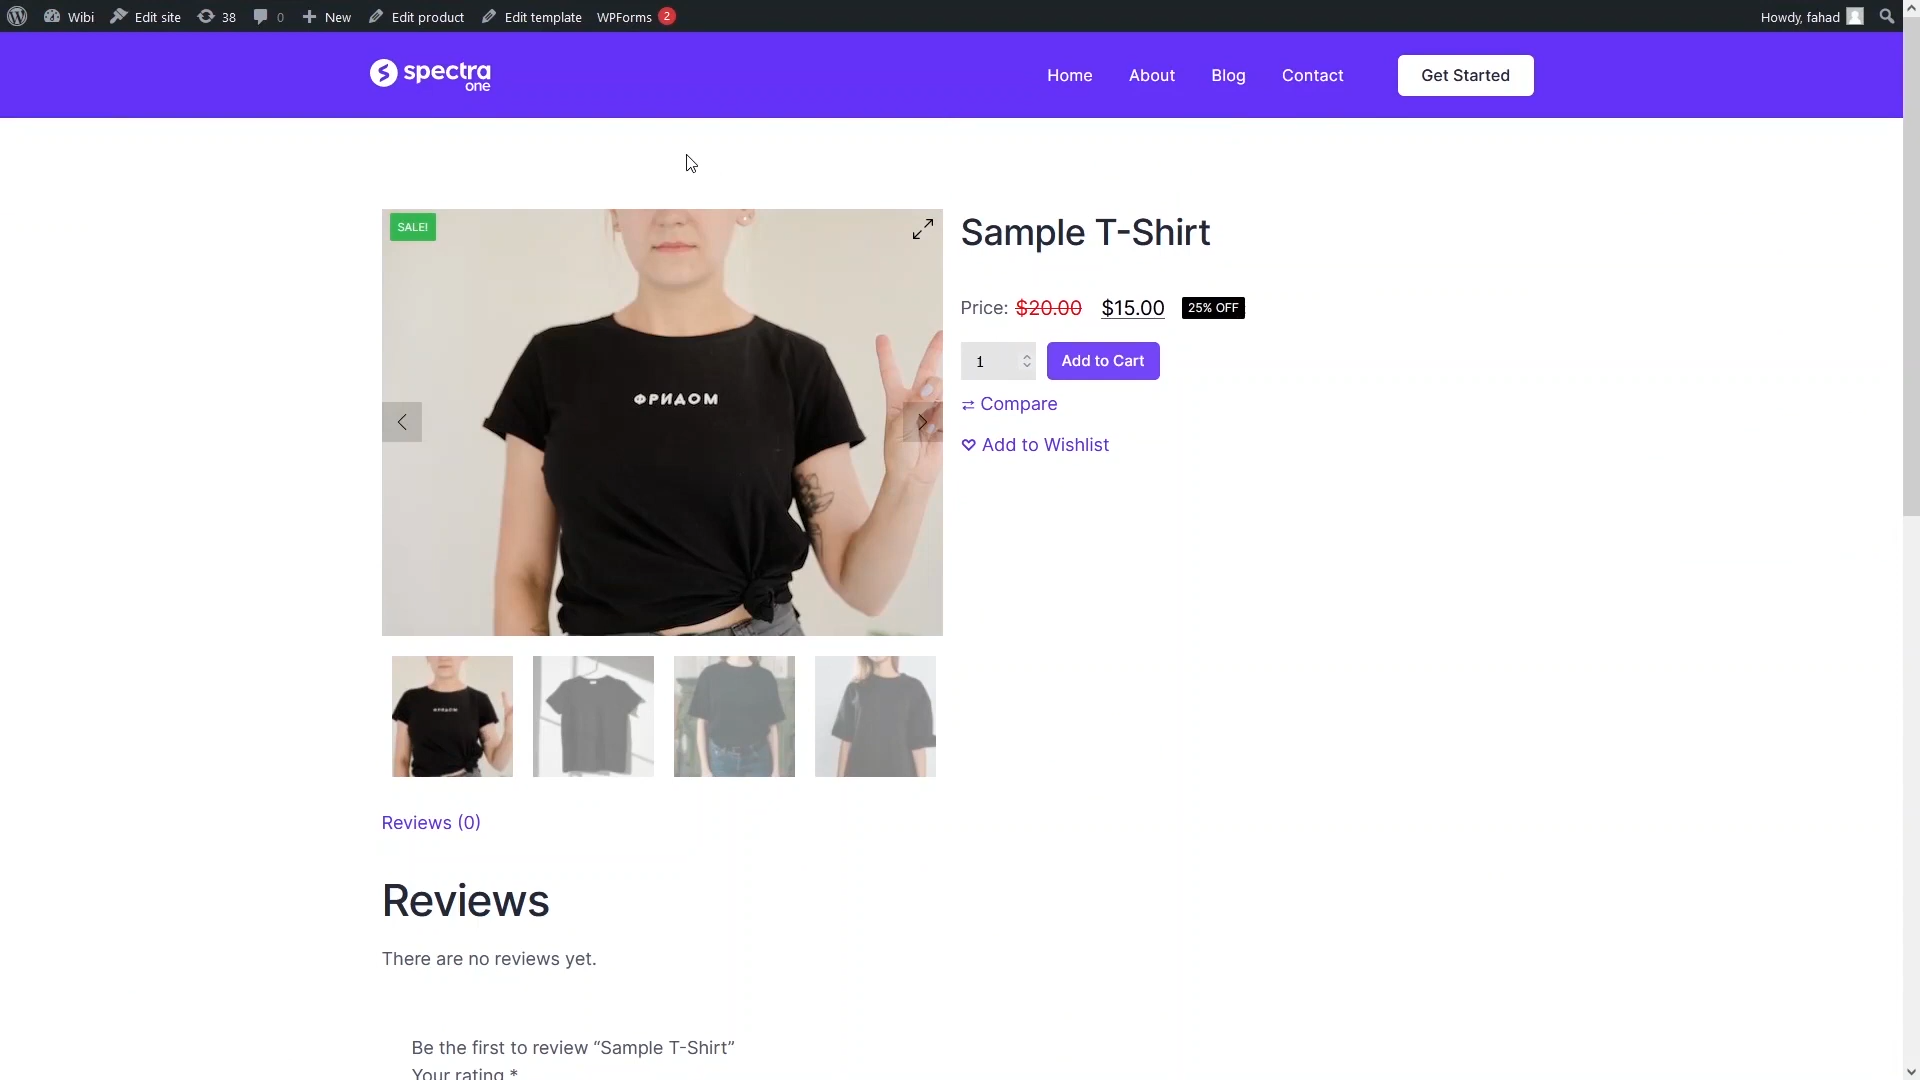 Wibi Edit site 38 0 New Edit product Edit template WPForms 2 Howdy, fahad
spectra
one
Home About Blog Contact Get Started
SALE!
ФРИДОМ
Sample T-Shirt
Price: $20.00 $15.00 25% OFF
1 Add to Cart
Compare
Add to Wishlist
ФРИДОМ
Reviews (0)
Reviews
There are no reviews yet.
Be the first to review “Sample T-Shirt”
Your rating *